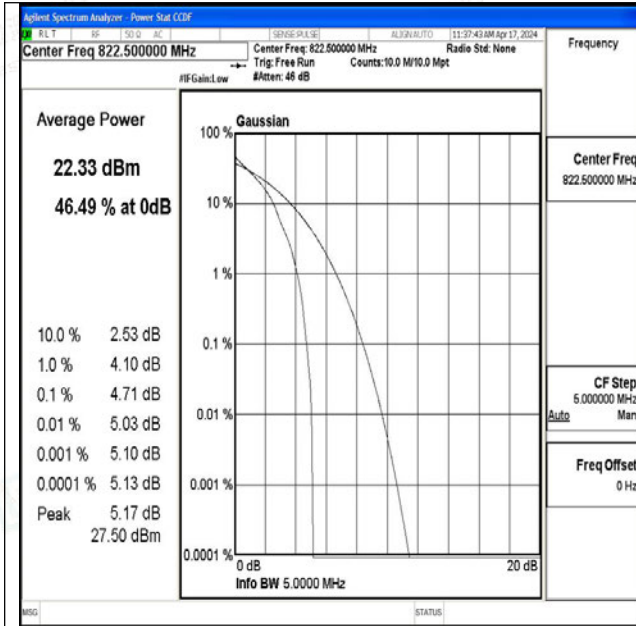 Agilent Spectrum Analyzer - Power Stat CCDF
RL T RF 50 Ω AC SENSE:PULSE ALIGN AUTO 11:37:43 AM Apr 17, 2024
Center Freq 822.500000 MHz
Center Freq: 822.500000 MHz Radio Std: None
Trig: Free Run Counts:10.0 M/10.0 Mpt
#IFGain:Low #Atten: 46 dB
Frequency
Average Power
22.33 dBm
46.49 % at 0dB
10.0 % 2.53 dB
1.0 % 4.10 dB
0.1 % 4.71 dB
0.01 % 5.03 dB
0.001 % 5.10 dB
0.0001 % 5.13 dB
Peak 5.17 dB
27.50 dBm
Gaussian
100 %
10 %
1 %
0.1 %
0.01 %
0.001 %
0.0001 %
0 dB 20 dB
Info BW 5.0000 MHz
Center Freq
822.500000 MHz
CF Step
5.000000 MHz
Auto Man
Freq Offset
0 Hz
MSG STATUS